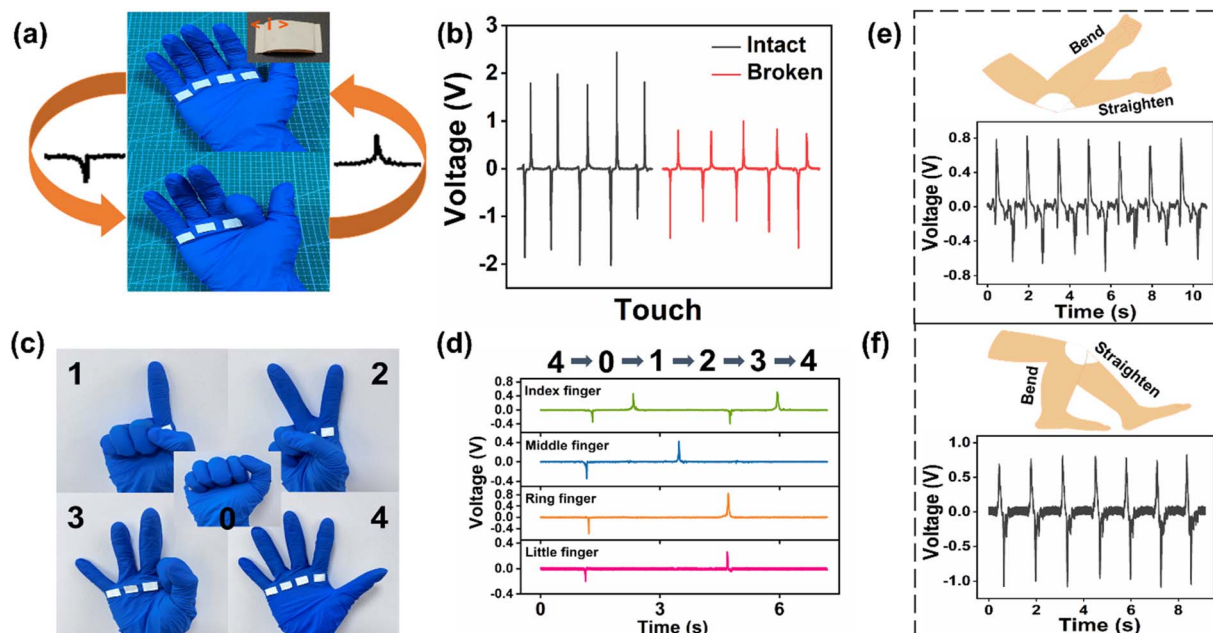 (a)
< i >
(b)
3
2
1
0
1
2
Voltage (V)
Intact
Broken
Touch
(c)
1
2
3
0
4
(d)
4 → 0 → 1 → 2 → 3 → 4
Index finger
0.8
0.4
0.0
-0.4
Middle finger
0.4
0.0
-0.4
Ring finger
0.8
0.4
0.0
Little finger
0.4
0.0
-0.4
Voltage (V)
0
3
6
Time (s)
(e)
Bend
Straighten
0.8
0.4
0.0
-0.4
-0.8
Voltage (V)
0
2
4
6
8
10
Time (s)
(f)
Bend
Straighten
1.0
0.5
0.0
-0.5
-1.0
Voltage (V)
0
2
4
6
8
Time (s)